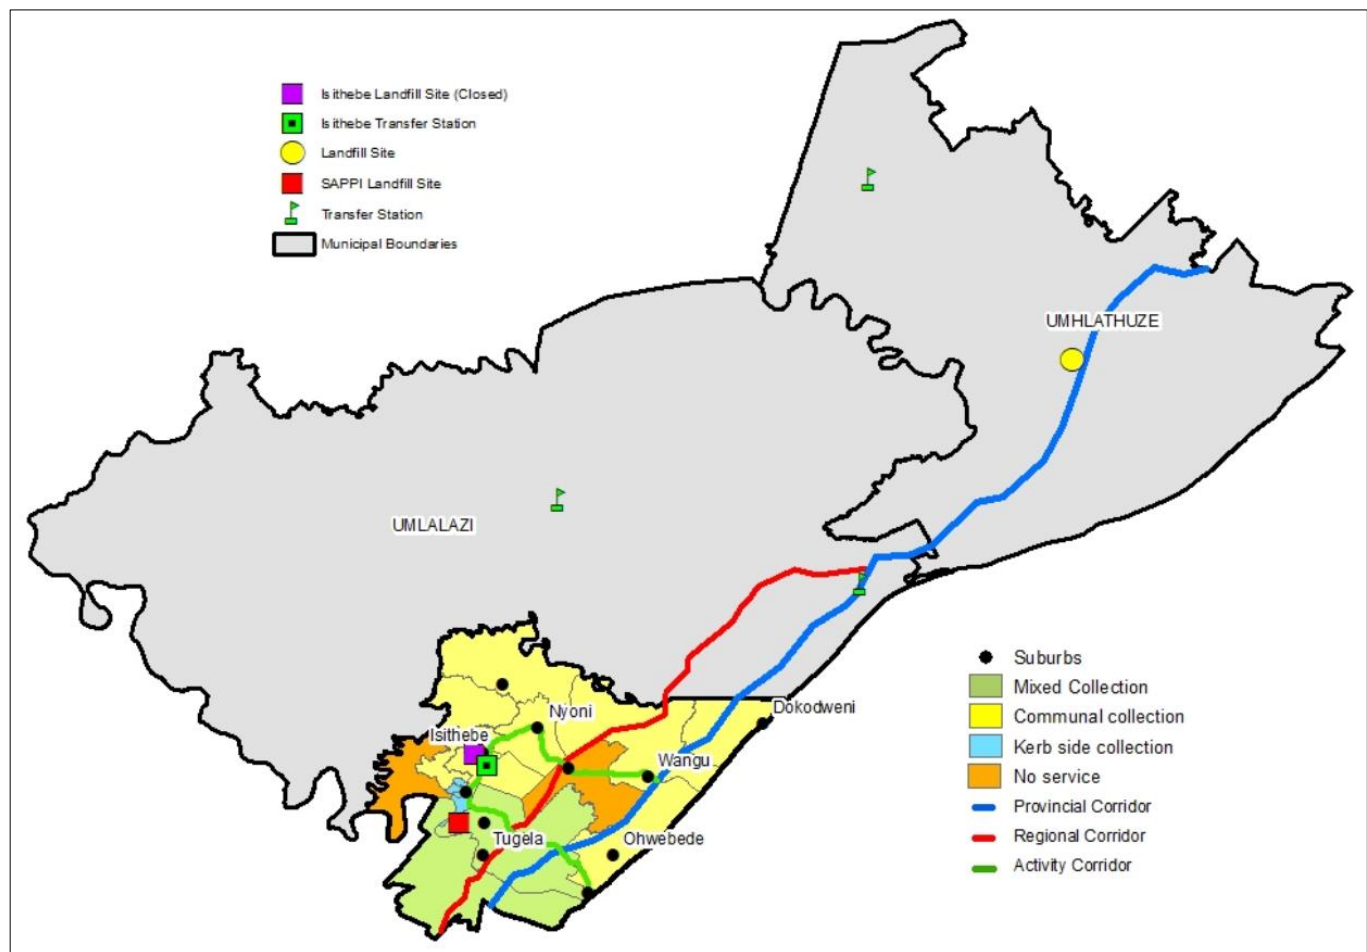 Isithebe Landfill Site (Closed)
Isithebe Transfer Station
Landfill Site
SAPPI Landfill Site
Transfer Station
Municipal Boundaries
UMHLATHUZE
UMLALAZI
Dokodweni
Nyoni
Isithebe
Wangu
Tugela
Ohwebede
Suburbs
Mixed Collection
Communal collection
Kerb side collection
No service
Provincial Corridor
Regional Corridor
Activity Corridor